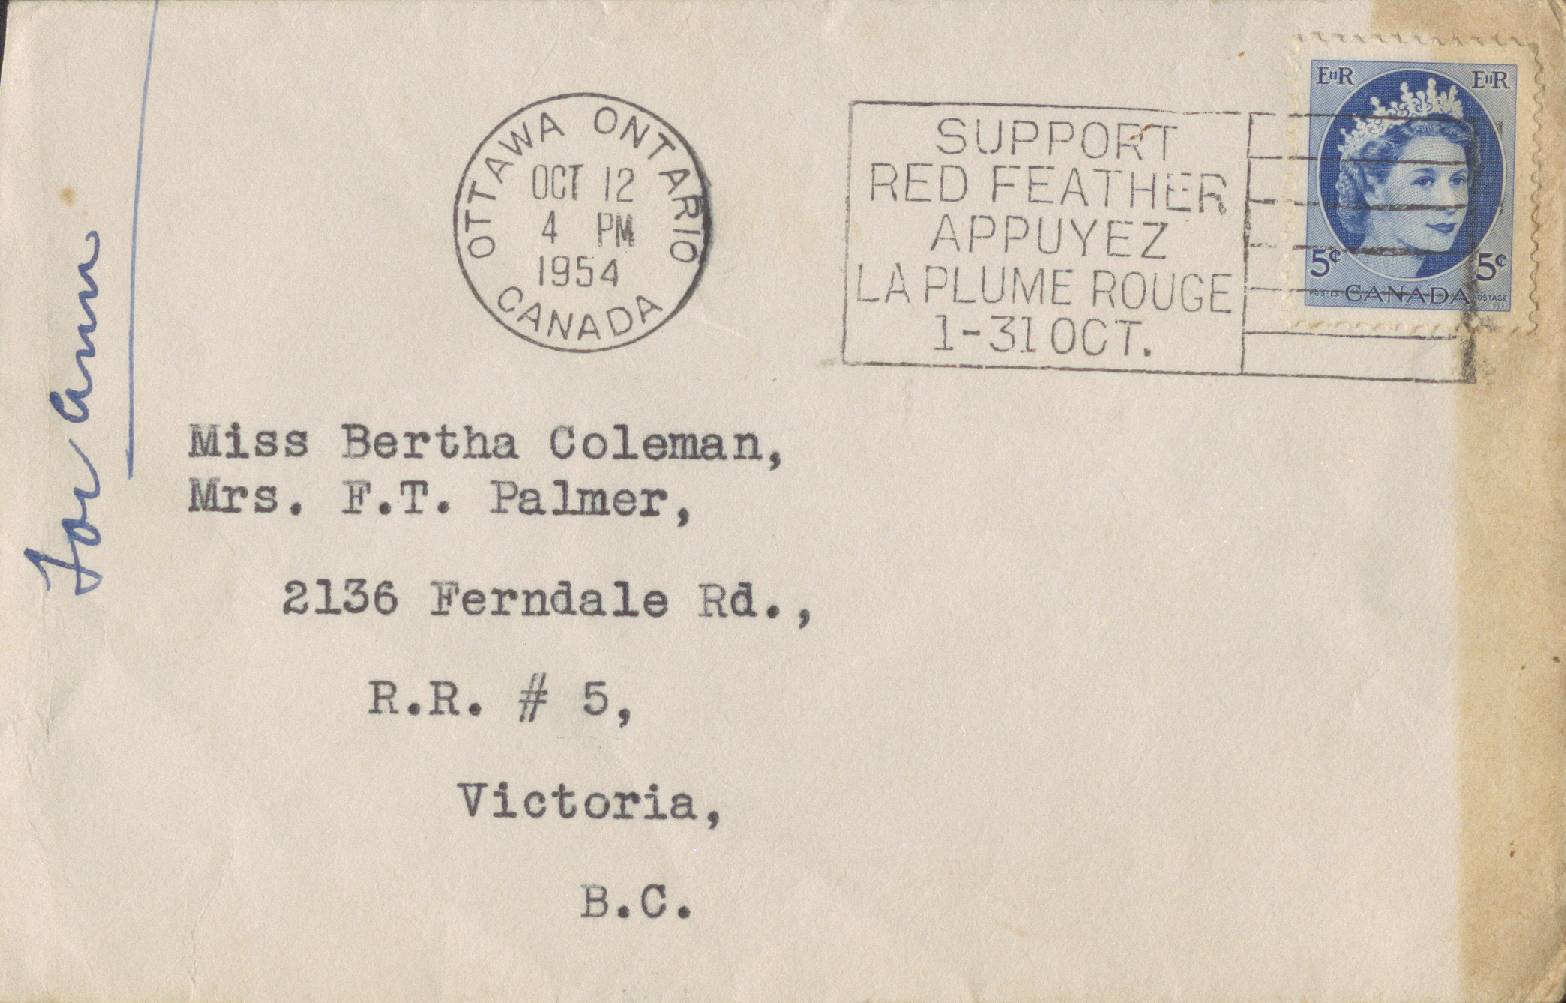 For Ann
OTTAWA ONTARIO
OCT 12
4 PM
1954
CANADA
SUPPORT
RED FEATHER
APPUYEZ
LA PLUME ROUGE
1-31 OCT.
EIIR EIIR
5¢ 5¢
POSTES CANADA POSTAGE
Miss Bertha Coleman,
Mrs. F.T. Palmer,
2136 Ferndale Rd.,
R.R. # 5,
Victoria,
B.C.